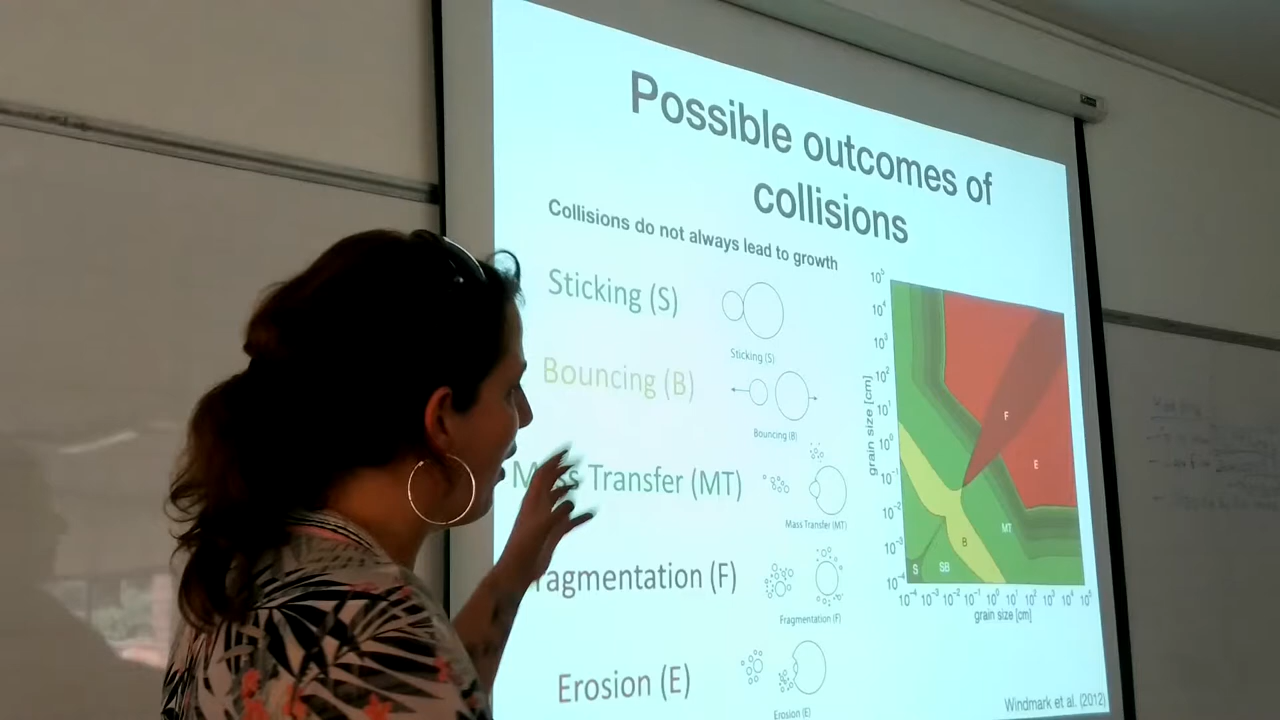 Possible outcomes of
collisions
Collisions do not always lead to growth
Sticking (S)
Sticking (S)
Bouncing (B)
Bouncing (B)
Transfer (MT)
Mass Transfer (MT)
ragmentation (F)
Fragmentation (F)
Erosion (E)
Erosion (E)
grain size [cm]
10⁵
10⁴
10³
10²
10¹
10⁰
10⁻¹
10⁻²
10⁻³
10⁻⁴
F
E
MT
B
S
SB
10⁻⁴ 10⁻³ 10⁻² 10⁻¹ 10⁰ 10¹ 10² 10³ 10⁴ 10⁵
grain size [cm]
Windmark et al. (2012)